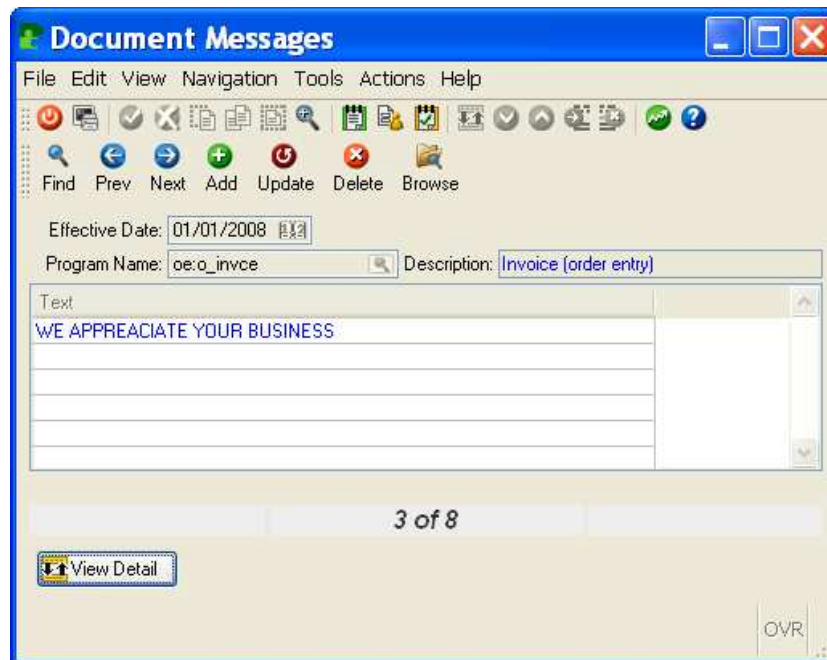 Document Messages
File Edit View Navigation Tools Actions Help
Find Prev Next Add Update Delete Browse
Effective Date: 01/01/2008
Program Name: oe:o_invce Description: Invoice (order entry)
Text
WE APPREACIATE YOUR BUSINESS
3 of 8
View Detail
OVR